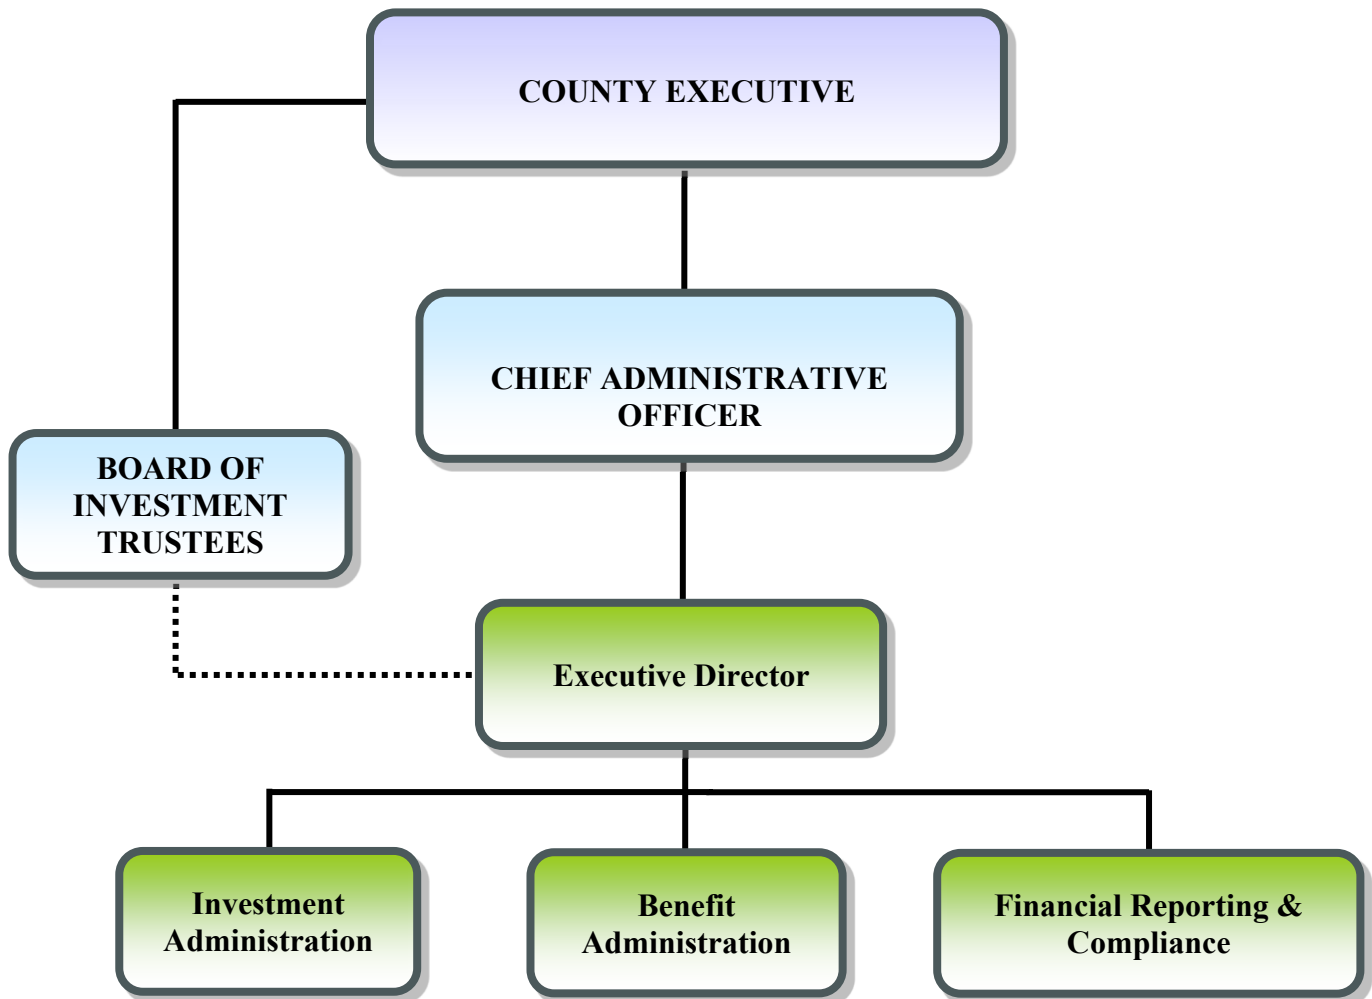 COUNTY EXECUTIVE
CHIEF ADMINISTRATIVE
OFFICER
BOARD OF
INVESTMENT
TRUSTEES
Executive Director
Investment
Administration
Benefit
Administration
Financial Reporting &
Compliance